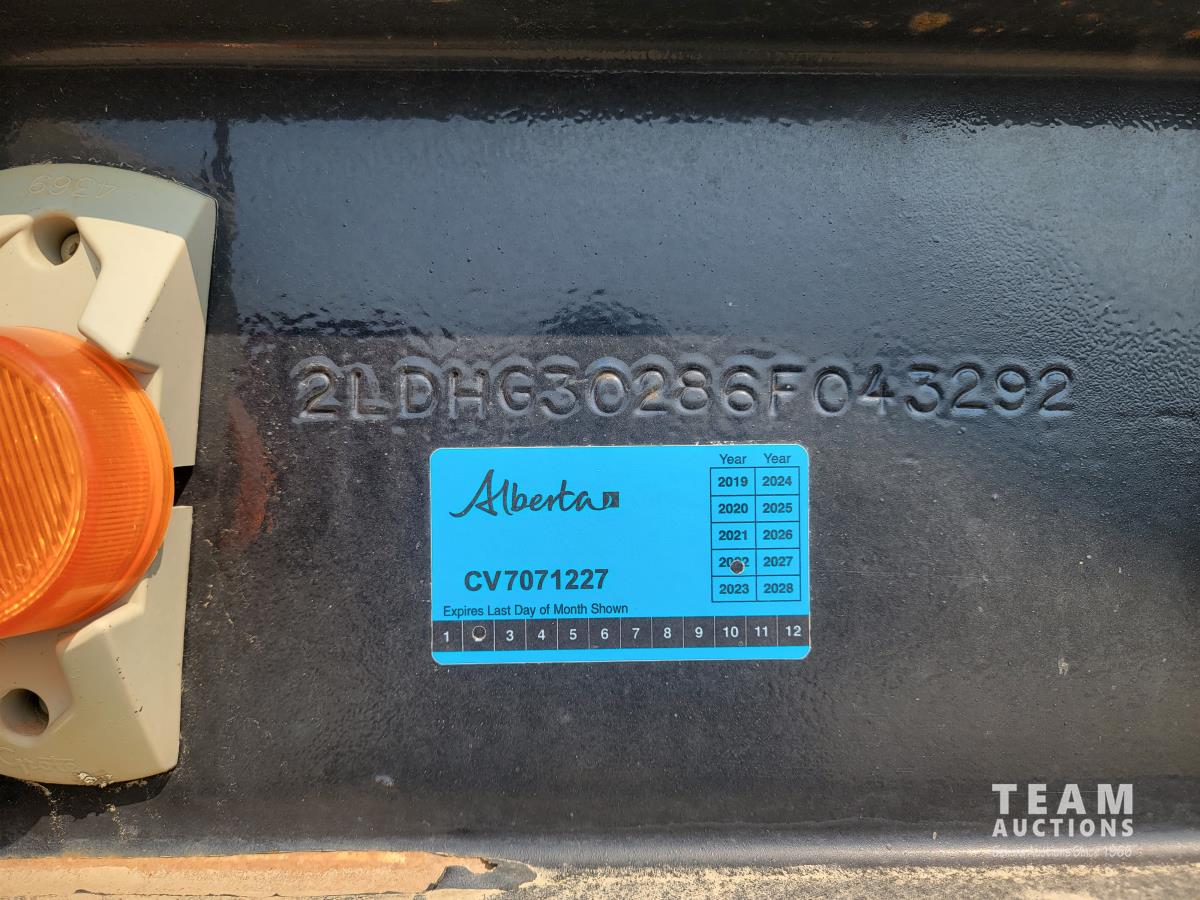 4369
2LDHG30286F043292
Alberta
CV7071227
Year Year
2019 2024
2020 2025
2021 2026
2022 2027
2023 2028
Expires Last Day of Month Shown
1 3 4 5 6 7 8 9 10 11 12
TEAM
AUCTIONS